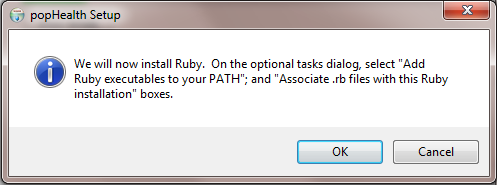 popHealth Setup
We will now install Ruby.  On the optional tasks dialog, select "Add
Ruby executables to your PATH"; and "Associate .rb files with this Ruby
installation" boxes.
OK
Cancel